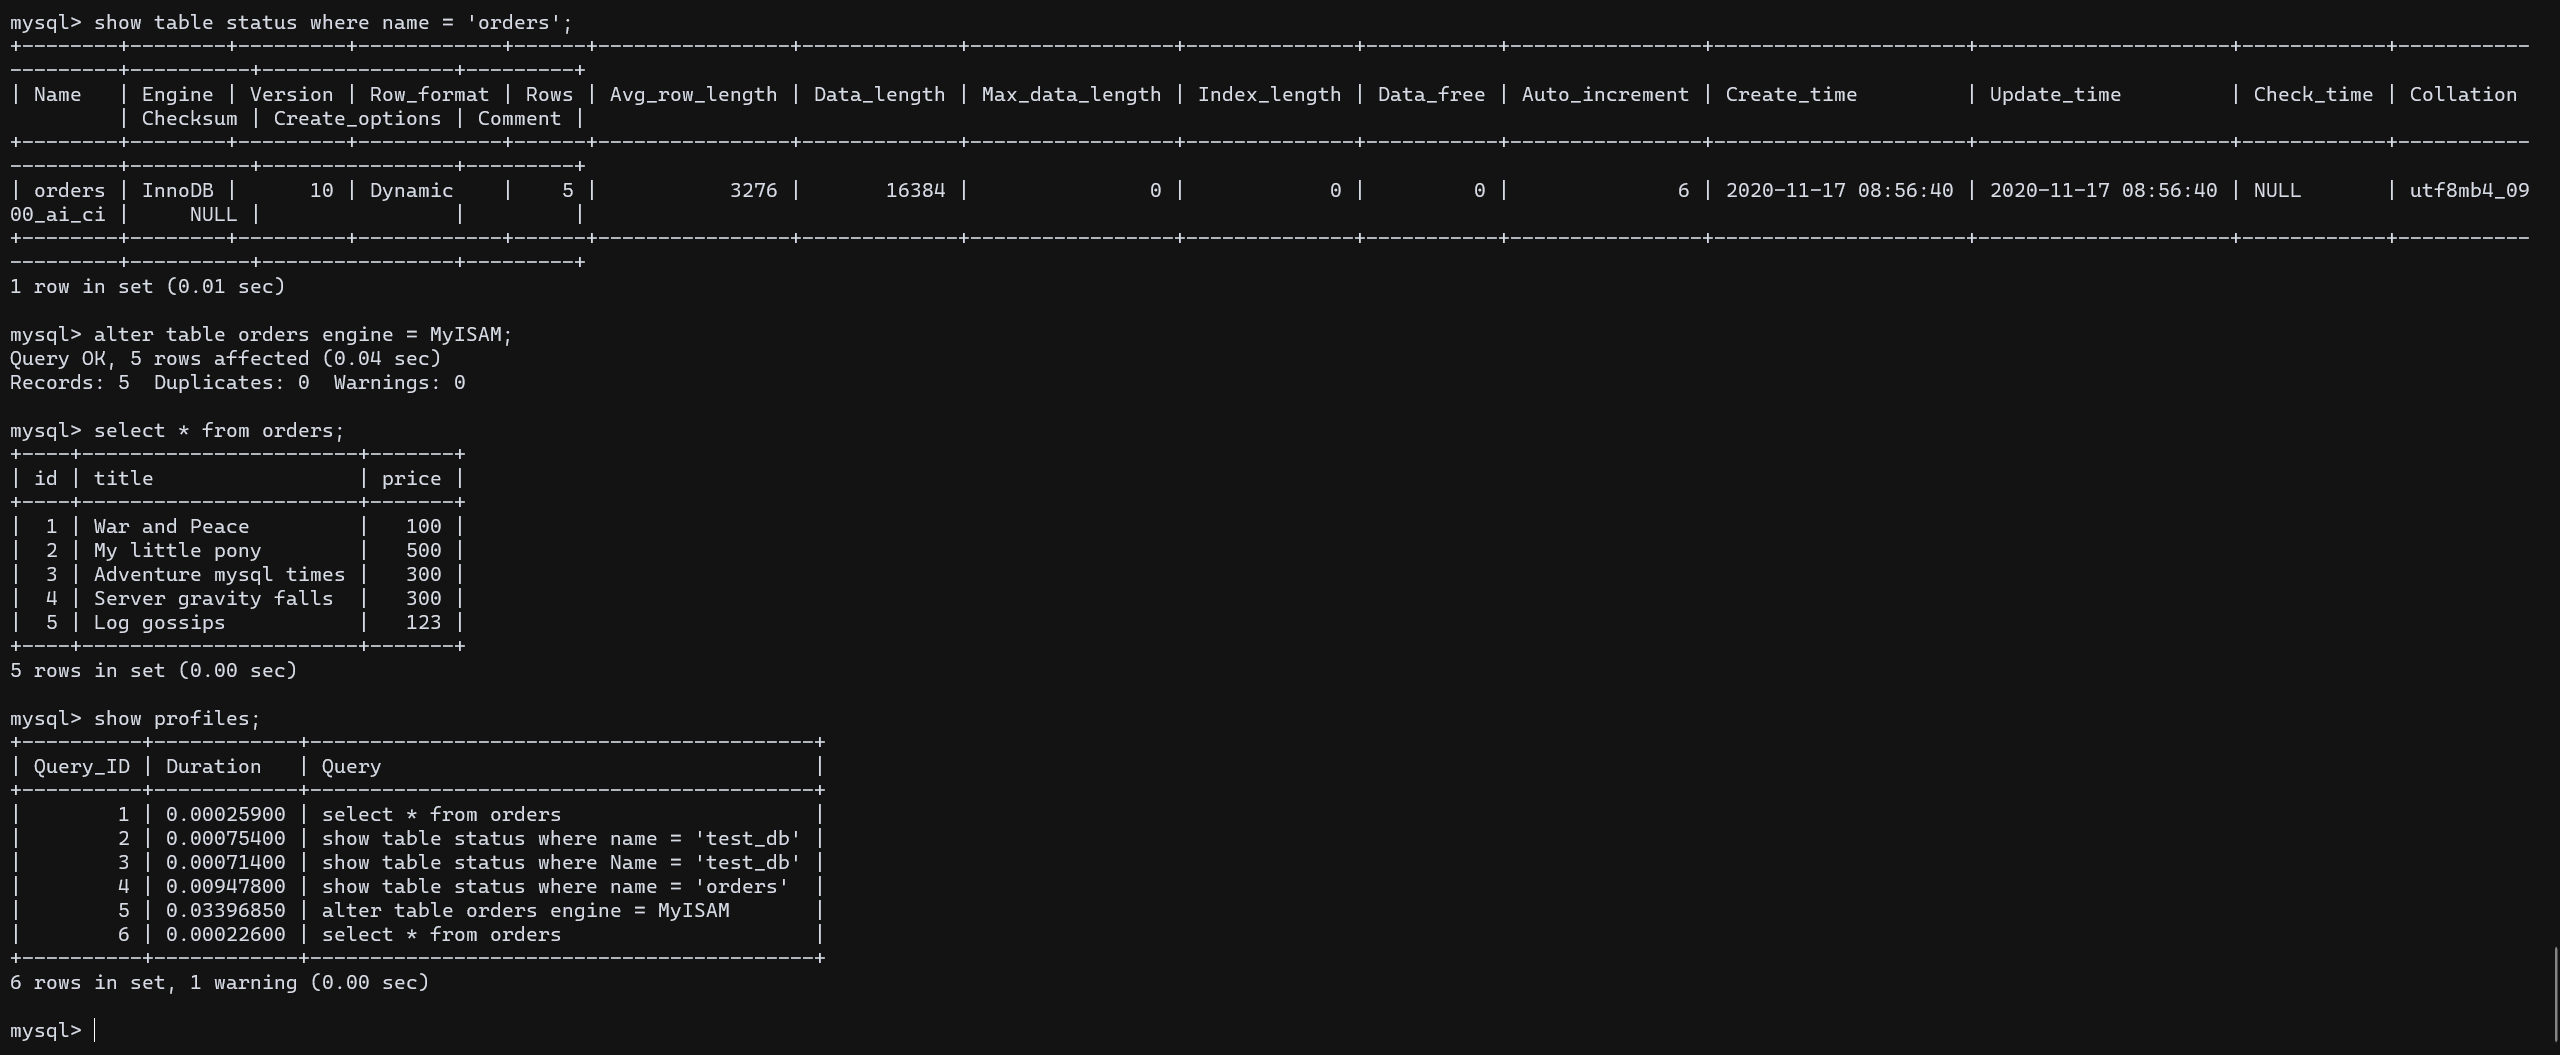 mysql> show table status where name = 'orders';
+--------+--------+---------+------------+------+----------------+-------------+-----------------+--------------+-----------+----------------+---------------------+---------------------+------------+-----------
---------+----------+----------------+---------+
| Name   | Engine | Version | Row_format | Rows | Avg_row_length | Data_length | Max_data_length | Index_length | Data_free | Auto_increment | Create_time         | Update_time         | Check_time | Collation
         | Checksum | Create_options | Comment |
+--------+--------+---------+------------+------+----------------+-------------+-----------------+--------------+-----------+----------------+---------------------+---------------------+------------+-----------
---------+----------+----------------+---------+
| orders | InnoDB |      10 | Dynamic    |    5 |           3276 |       16384 |               0 |            0 |         0 |              6 | 2020-11-17 08:56:40 | 2020-11-17 08:56:40 | NULL       | utf8mb4_09
00_ai_ci |     NULL |                |         |
+--------+--------+---------+------------+------+----------------+-------------+-----------------+--------------+-----------+----------------+---------------------+---------------------+------------+-----------
---------+----------+----------------+---------+
1 row in set (0.01 sec)

mysql> alter table orders engine = MyISAM;
Query OK, 5 rows affected (0.04 sec)
Records: 5  Duplicates: 0  Warnings: 0

mysql> select * from orders;
+----+-----------------------+-------+
| id | title                 | price |
+----+-----------------------+-------+
|  1 | War and Peace         |   100 |
|  2 | My little pony        |   500 |
|  3 | Adventure mysql times |   300 |
|  4 | Server gravity falls  |   300 |
|  5 | Log gossips           |   123 |
+----+-----------------------+-------+
5 rows in set (0.00 sec)

mysql> show profiles;
+----------+------------+------------------------------------------+
| Query_ID | Duration   | Query                                    |
+----------+------------+------------------------------------------+
|        1 | 0.00025900 | select * from orders                     |
|        2 | 0.00075400 | show table status where name = 'test_db' |
|        3 | 0.00071400 | show table status where Name = 'test_db' |
|        4 | 0.00947800 | show table status where name = 'orders'  |
|        5 | 0.03396850 | alter table orders engine = MyISAM       |
|        6 | 0.00022600 | select * from orders                     |
+----------+------------+------------------------------------------+
6 rows in set, 1 warning (0.00 sec)

mysql>